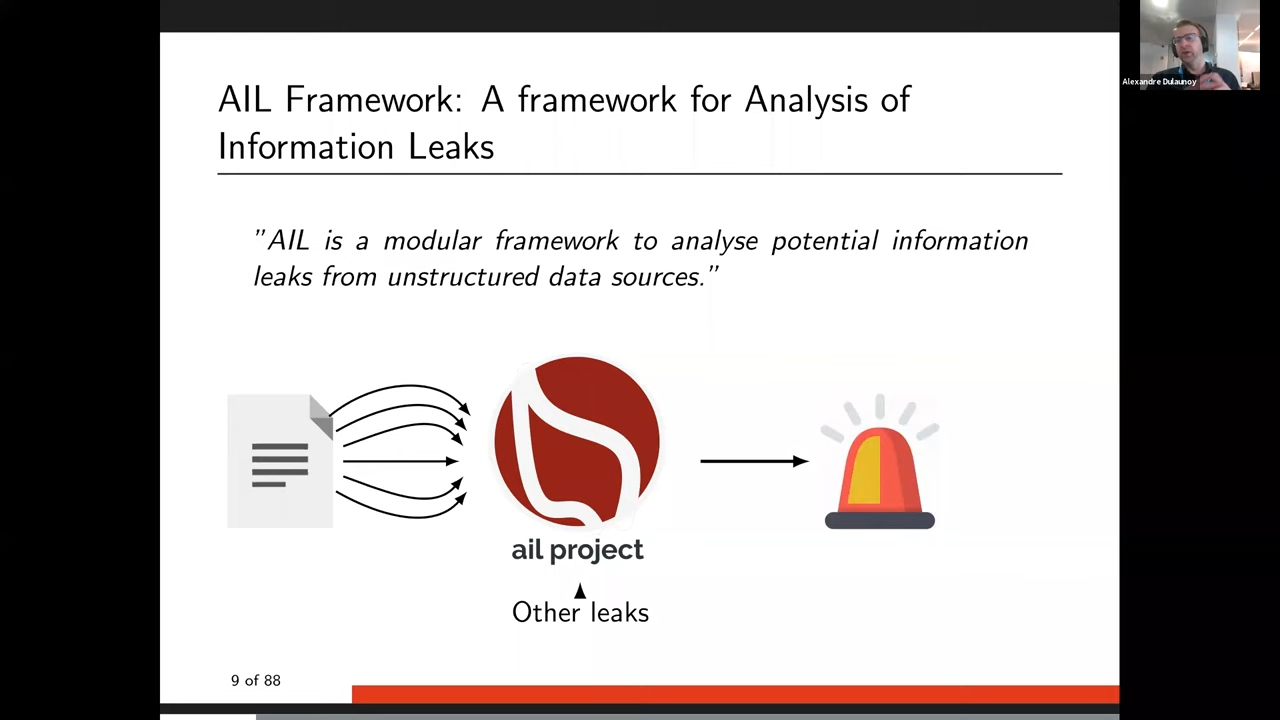 Alexandre Dulaunoy
AIL Framework: A framework for Analysis of
Information Leaks
"AIL is a modular framework to analyse potential information
leaks from unstructured data sources."
ail project
Other leaks
9 of 88